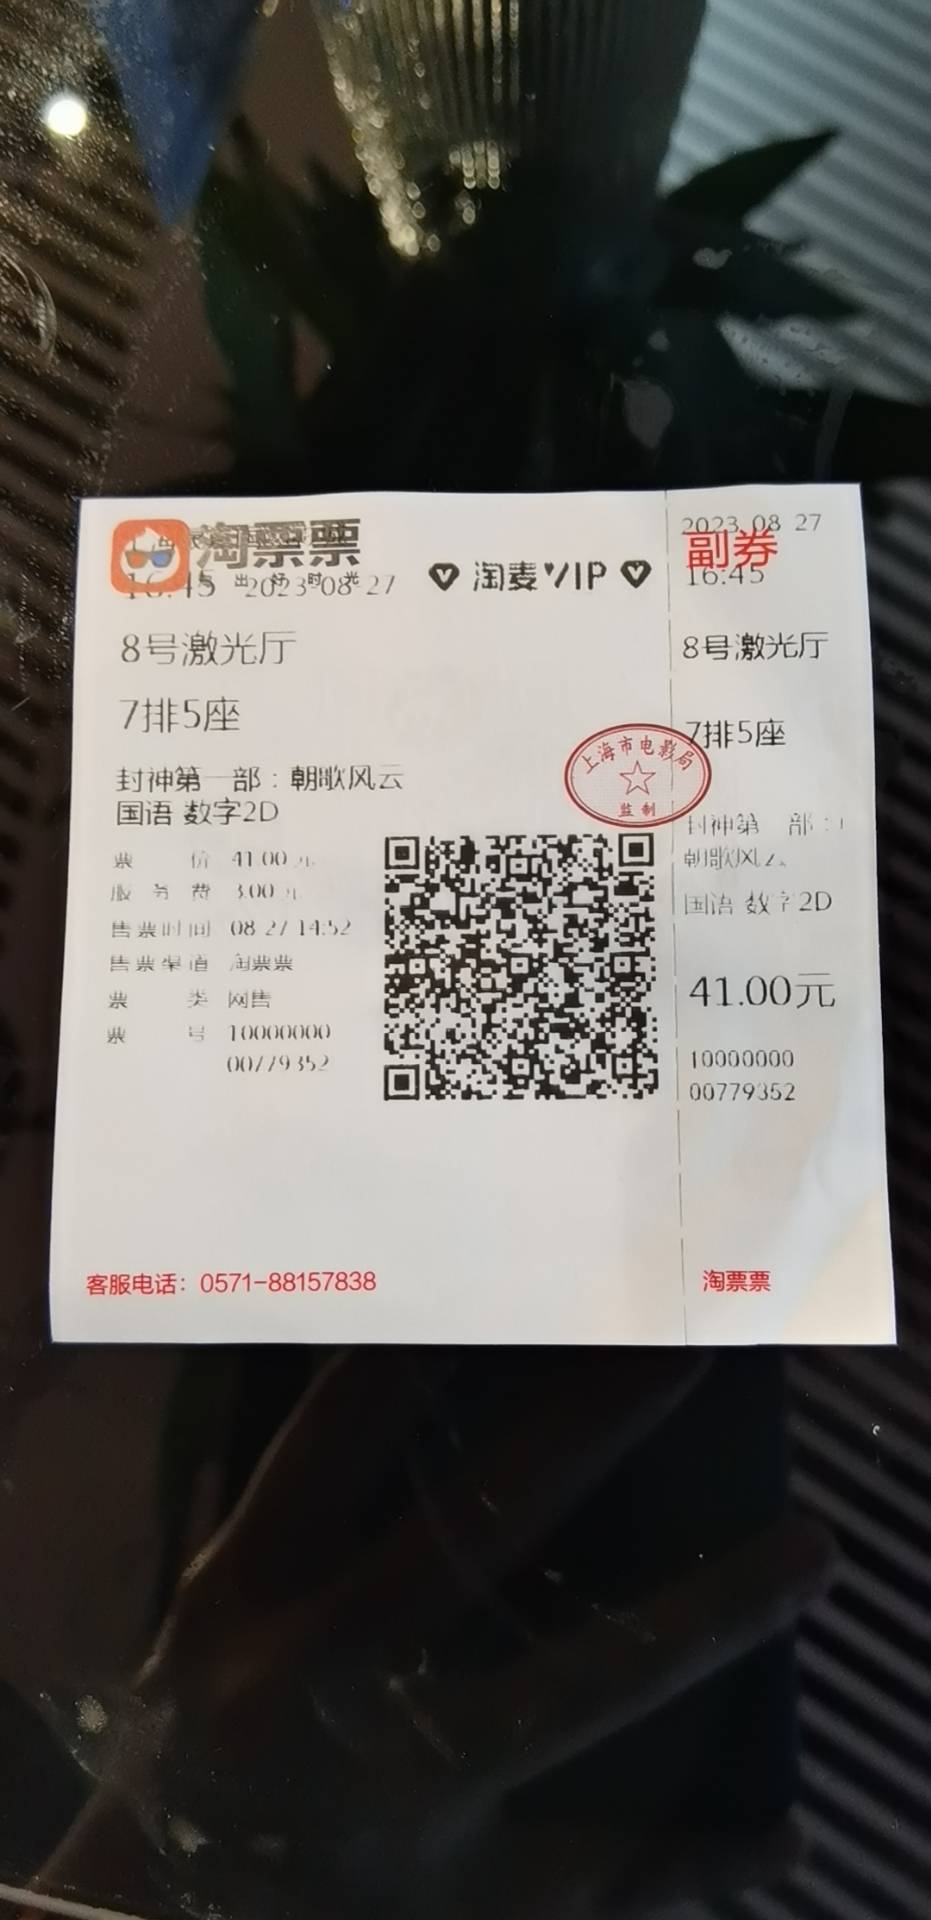 淘票票
16:45 2023-08-27
淘麦VIP
8号激光厅
7排5座
封神第一部：朝歌风云
国语 数字2D
票价 41.00元
服务费 3.00元
售票时间 08-27 14:52
售票渠道 淘票票
票类 网售
票号 10000000
00779352
上海市电影局
监制
客服电话：0571-88157838
2023-08-27
副券
16:45
8号激光厅
7排5座
封神第一部：
朝歌风云
国语 数字2D
41.00元
10000000
00779352
淘票票